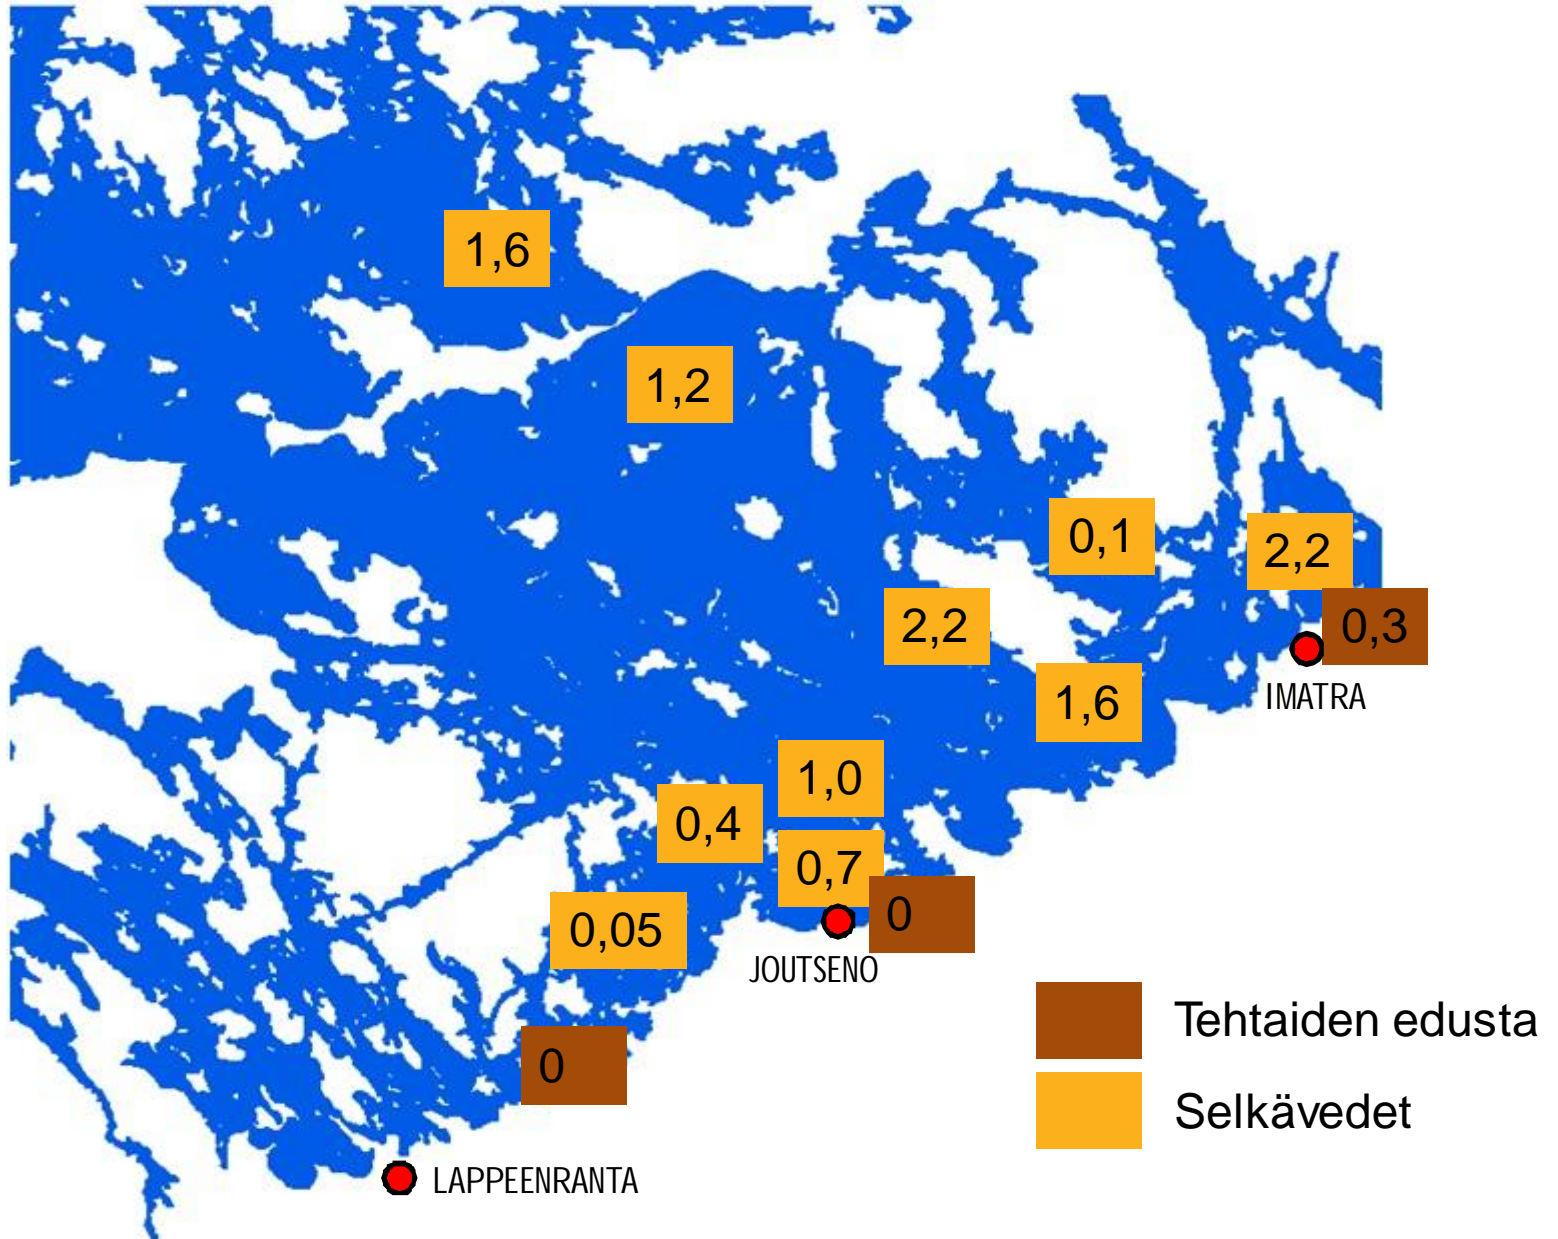 1,6
1,2
0,1
2,2
2,2
0,3
IMATRA
1,6
1,0
0,4
0,7
0
0,05
JOUTSENO
Tehtaiden edusta
0
Selkävedet
LAPPEENRANTA